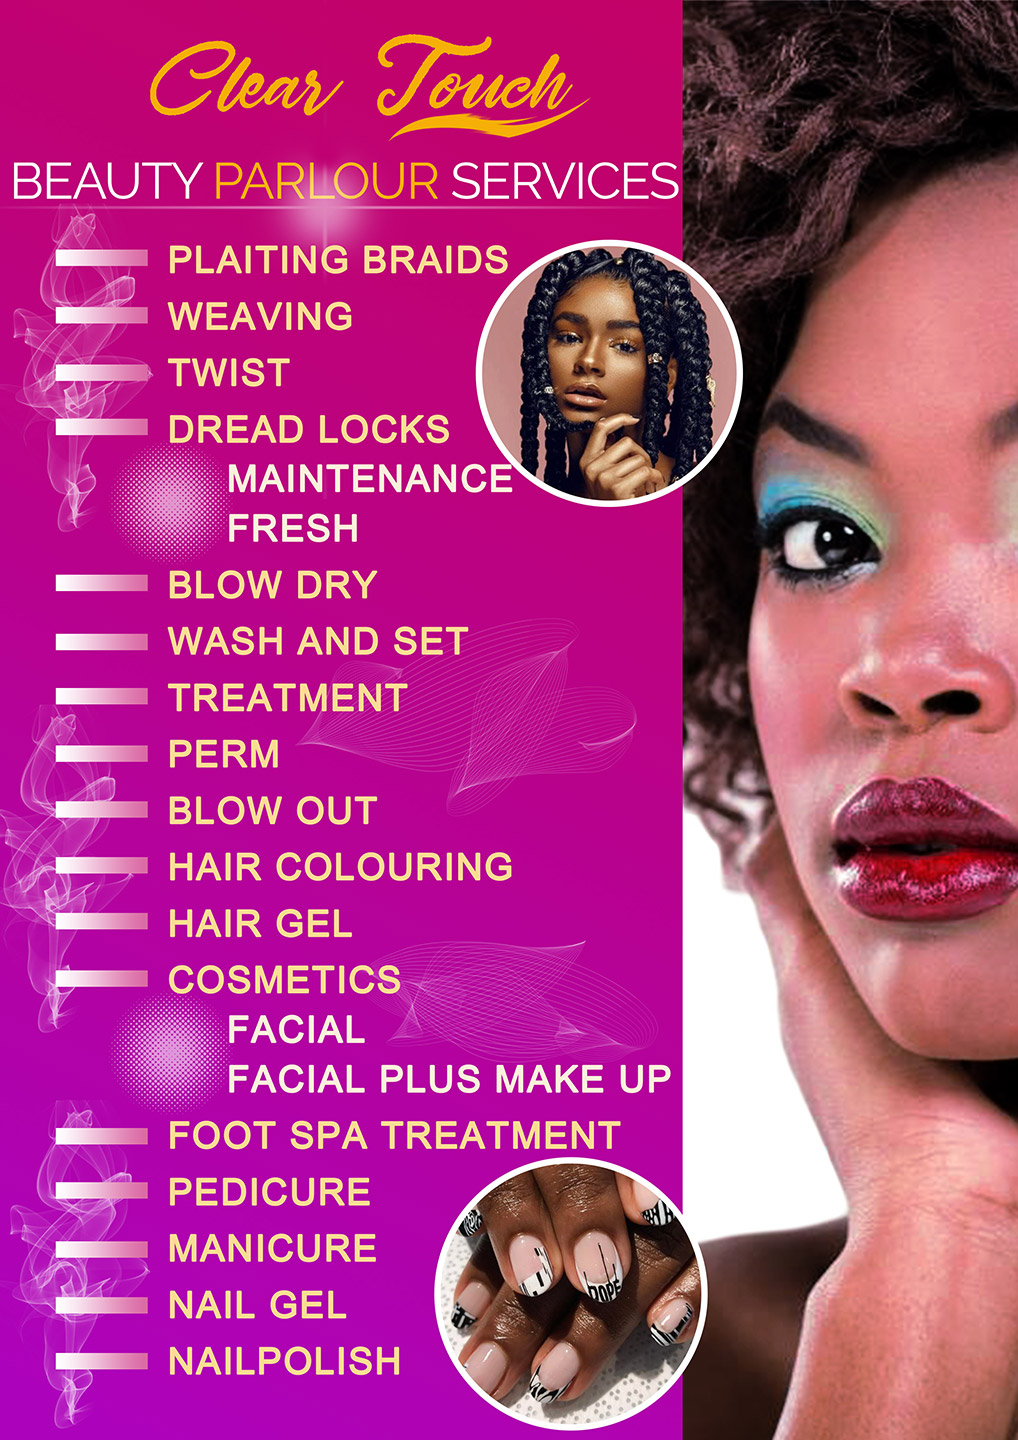 Clear Touch
BEAUTY PARLOUR SERVICES
PLAITING BRAIDS
WEAVING
TWIST
DREAD LOCKS
MAINTENANCE
FRESH
BLOW DRY
WASH AND SET
TREATMENT
PERM
BLOW OUT
HAIR COLOURING
HAIR GEL
COSMETICS
FACIAL
FACIAL PLUS MAKE UP
FOOT SPA TREATMENT
PEDICURE
MANICURE
NAIL GEL
NAILPOLISH
DOPE